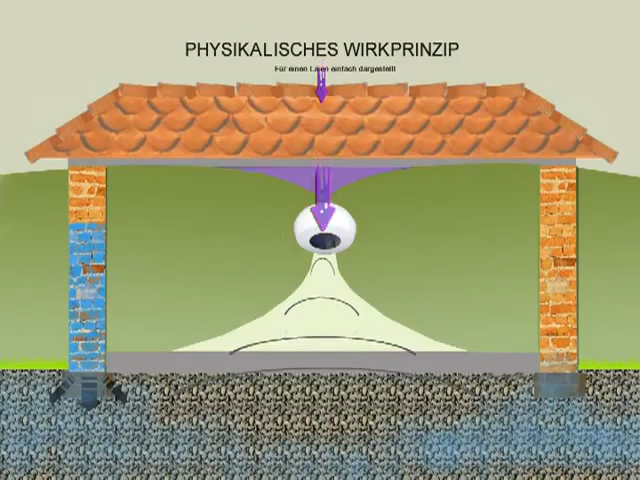 PHYSIKALISCHES WIRKPRINZIP
Für einen Laien einfach dargestellt